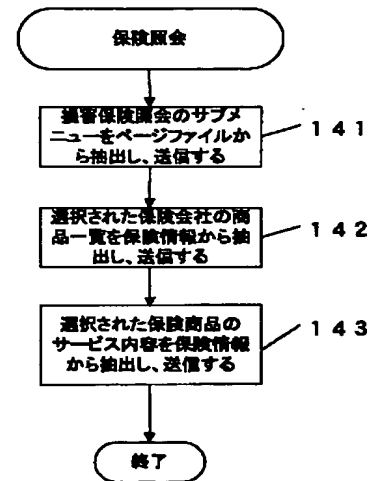 保険照会
損害保険照会のサブメ
ニューをページファイルか
ら抽出し、送信する
141
選択された保険会社の商
品一覧を保険情報から抽
出し、送信する
142
選択された保険商品の
サービス内容を保険情報
から抽出し、送信する
143
終了